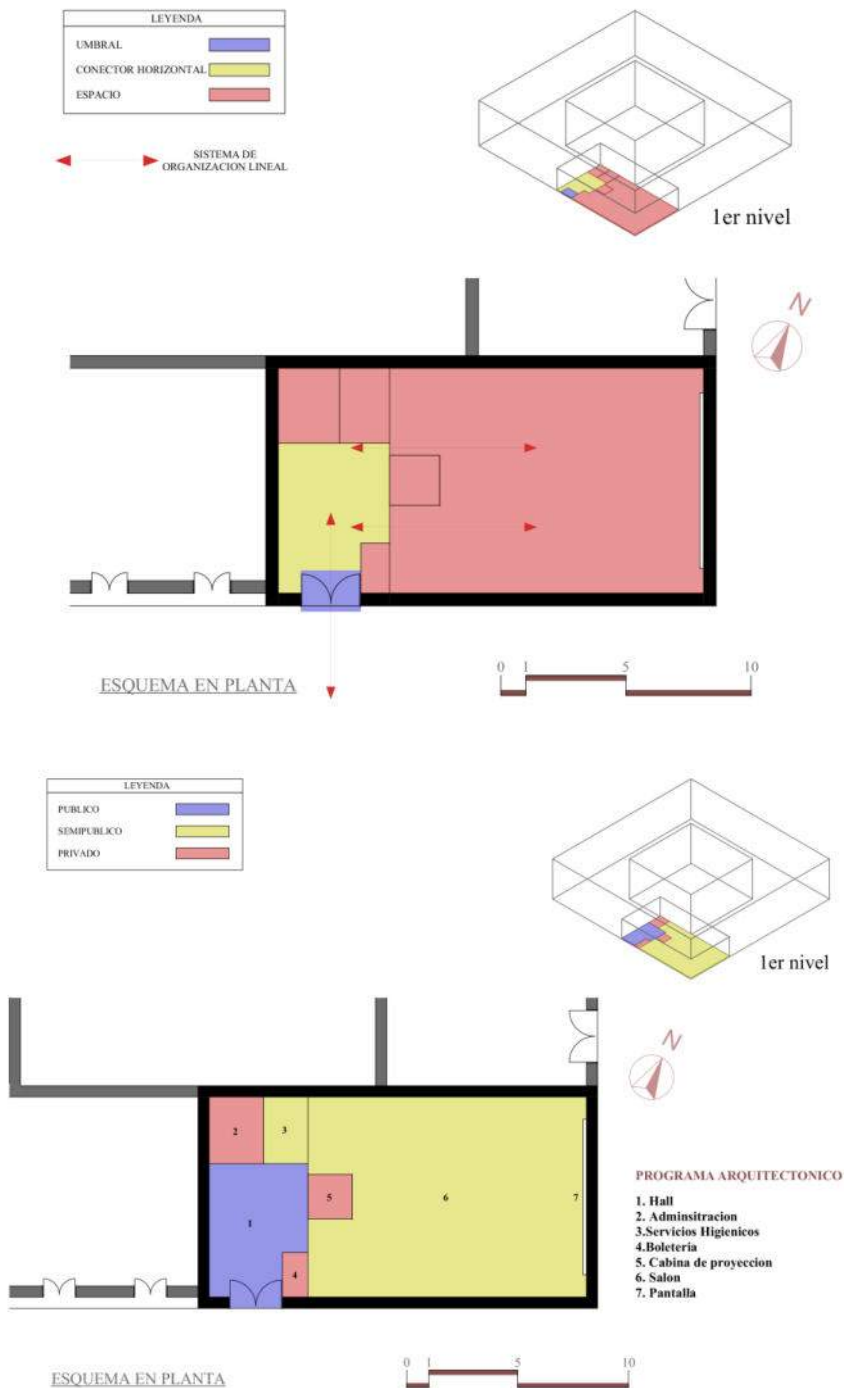 LEYENDA
UMBRAL
CONECTOR HORIZONTAL
ESPACIO
SISTEMA DE
ORGANIZACION LINEAL
1er nivel
N
ESQUEMA EN PLANTA
0 1 5 10
LEYENDA
PUBLICO
SEMIPUBLICO
PRIVADO
1er nivel
N
2 3
5 6 7
1
4
PROGRAMA ARQUITECTONICO
1. Hall
2. Adminsitracion
3.Servicios Higienicos
4.Boleteria
5. Cabina de proyeccion
6. Salon
7. Pantalla
ESQUEMA EN PLANTA
0 1 5 10